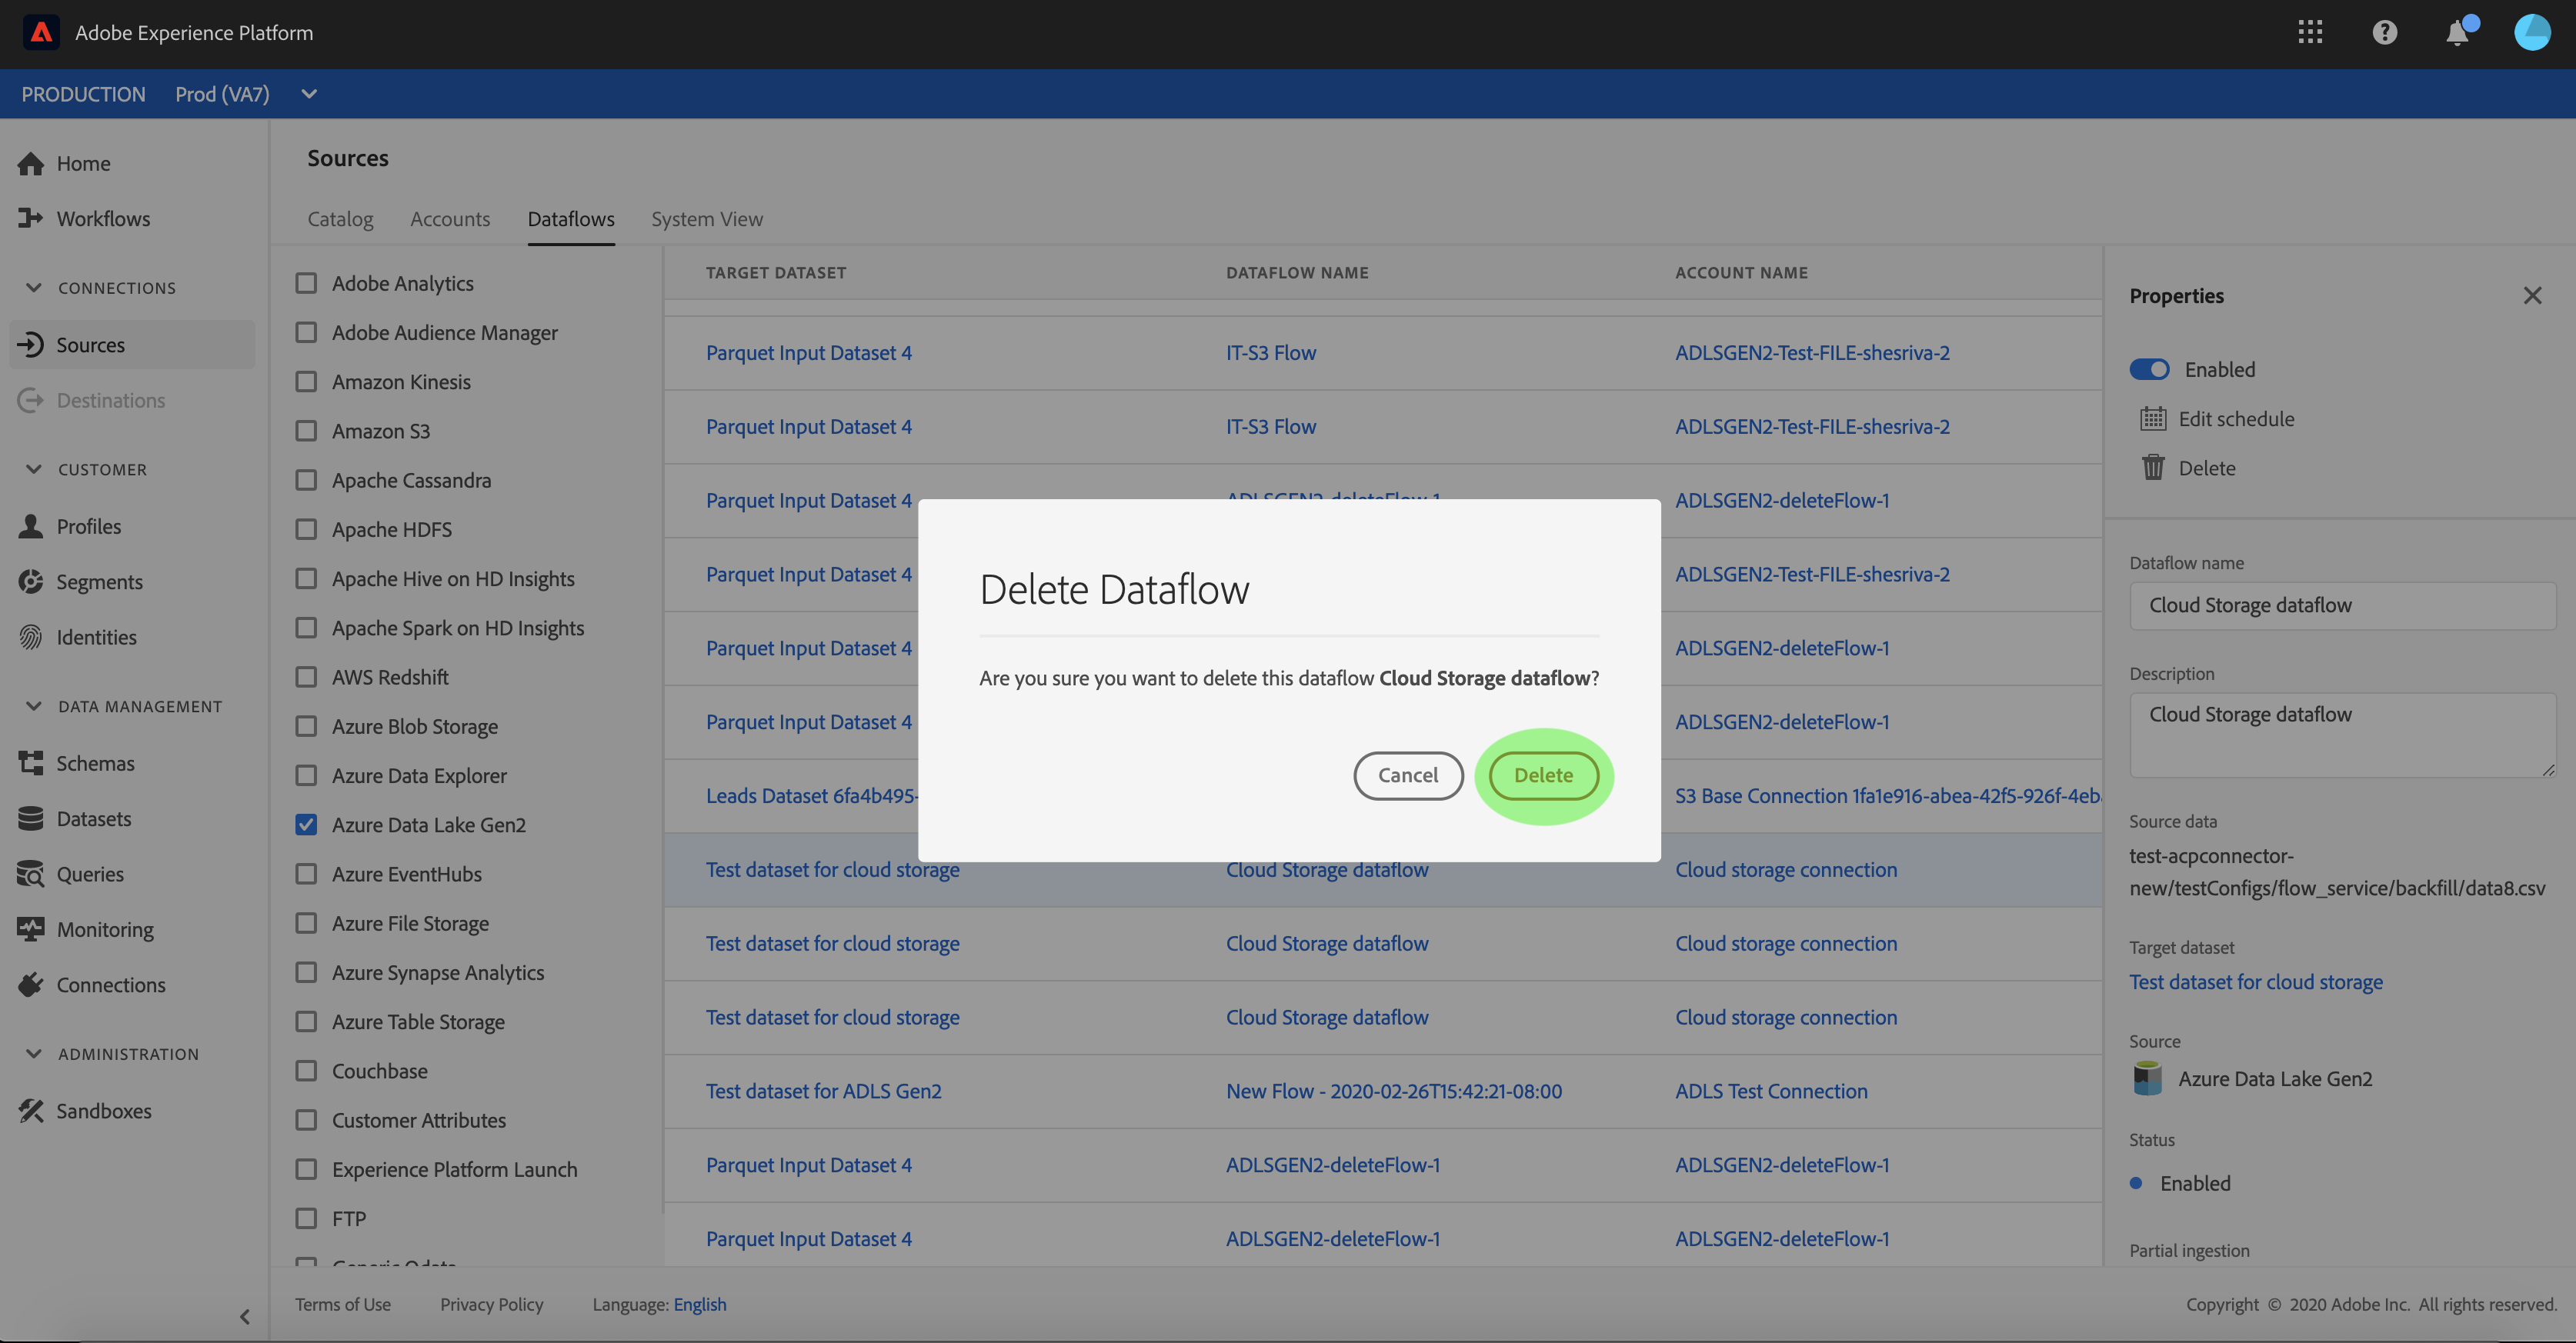 Adobe Experience Platform
PRODUCTION Prod (VA7)
Home
Workflows
CONNECTIONS
Sources
Destinations
CUSTOMER
Profiles
Segments
Identities
DATA MANAGEMENT
Schemas
Datasets
Queries
Monitoring
Connections
ADMINISTRATION
Sandboxes
Sources
Catalog Accounts Dataflows System View
Adobe Analytics
Adobe Audience Manager
Amazon Kinesis
Amazon S3
Apache Cassandra
Apache HDFS
Apache Hive on HD Insights
Apache Spark on HD Insights
AWS Redshift
Azure Blob Storage
Azure Data Explorer
Azure Data Lake Gen2
Azure EventHubs
Azure File Storage
Azure Synapse Analytics
Azure Table Storage
Couchbase
Customer Attributes
Experience Platform Launch
FTP
TARGET DATASET DATAFLOW NAME ACCOUNT NAME
Parquet Input Dataset 4 IT-S3 Flow ADLSGEN2-Test-FILE-shesriva-2
Parquet Input Dataset 4 IT-S3 Flow ADLSGEN2-Test-FILE-shesriva-2
Parquet Input Dataset 4 ADLSGEN2-deleteFlow-1 ADLSGEN2-deleteFlow-1
Parquet Input Dataset 4 ADLSGEN2-Test-FILE-shesriva-2
Parquet Input Dataset 4 ADLSGEN2-deleteFlow-1
Parquet Input Dataset 4 ADLSGEN2-deleteFlow-1
Leads Dataset 6fa4b495- S3 Base Connection 1fa1e916-abea-42f5-926f-4eb
Test dataset for cloud storage Cloud Storage dataflow Cloud storage connection
Test dataset for cloud storage Cloud Storage dataflow Cloud storage connection
Test dataset for cloud storage Cloud Storage dataflow Cloud storage connection
Test dataset for ADLS Gen2 New Flow - 2020-02-26T15:42:21-08:00 ADLS Test Connection
Parquet Input Dataset 4 ADLSGEN2-deleteFlow-1 ADLSGEN2-deleteFlow-1
Parquet Input Dataset 4 ADLSGEN2-deleteFlow-1 ADLSGEN2-deleteFlow-1
Delete Dataflow
Are you sure you want to delete this dataflow Cloud Storage dataflow?
Cancel Delete
Properties
Enabled
Edit schedule
Delete
Dataflow name
Cloud Storage dataflow
Description
Cloud Storage dataflow
Source data
test-acpconnector-
new/testConfigs/flow_service/backfill/data8.csv
Target dataset
Test dataset for cloud storage
Source
Azure Data Lake Gen2
Status
Enabled
Partial ingestion
Terms of Use Privacy Policy Language: English Copyright © 2020 Adobe Inc. All rights reserved.